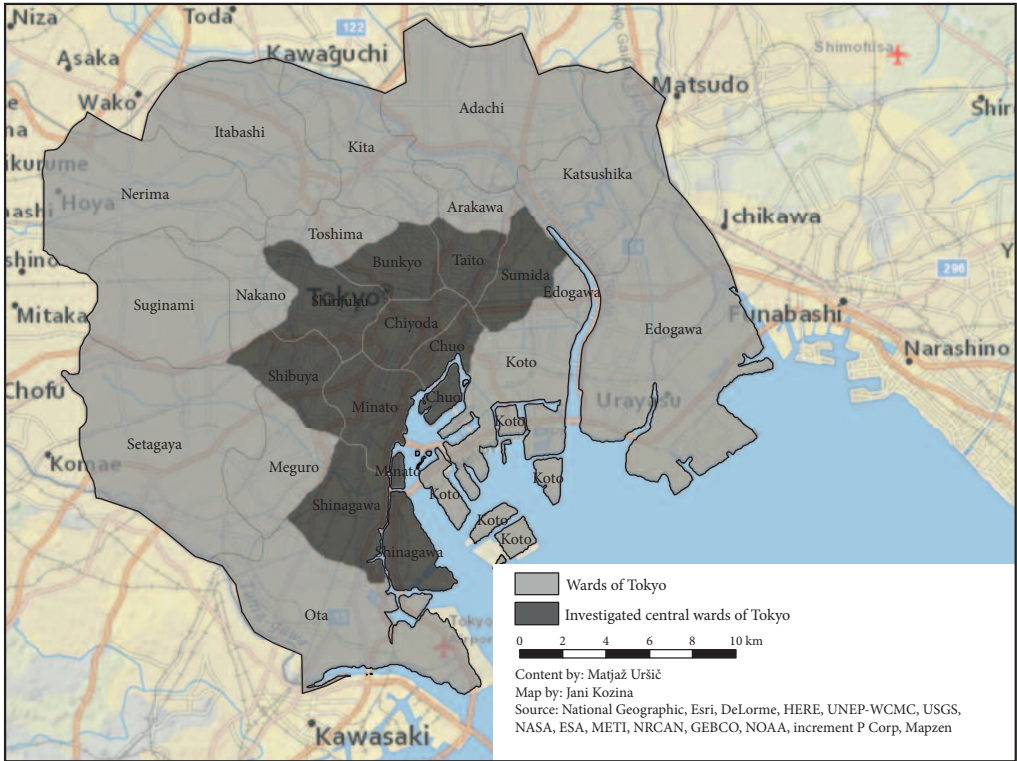 Niza
Toda
122
Asaka
Kawaguchi
Shimofusa
Wako
Matsudo
Adachi
Itabashi
Kita
ikurume
Katsushika
Nerima
Hoya
Arakawa
Ichikawa
Toshima
Bunkyo
Taito
Sumida
14
296
Suginami
Nakano
Tokyo
Shinjuku
Edogawa
Mitaka
Chiyoda
Edogawa
Funabashi
Chuo
Narashino
Koto
Shibuya
Chofu
Chuo
Urayasu
Minato
Koto
Setagaya
Komae
Meguro
Minato
Koto
Koto
Shinagawa
Koto
Koto
Shinagawa
Ota
Tokyo
Kawasaki
Wards of Tokyo
Investigated central wards of Tokyo
0 2 4 6 8 10 km
Content by: Matjaž Uršič
Map by: Jani Kozina
Source: National Geographic, Esri, DeLorme, HERE, UNEP-WCMC, USGS,
NASA, ESA, METI, NRCAN, GEBCO, NOAA, increment P Corp, Mapzen